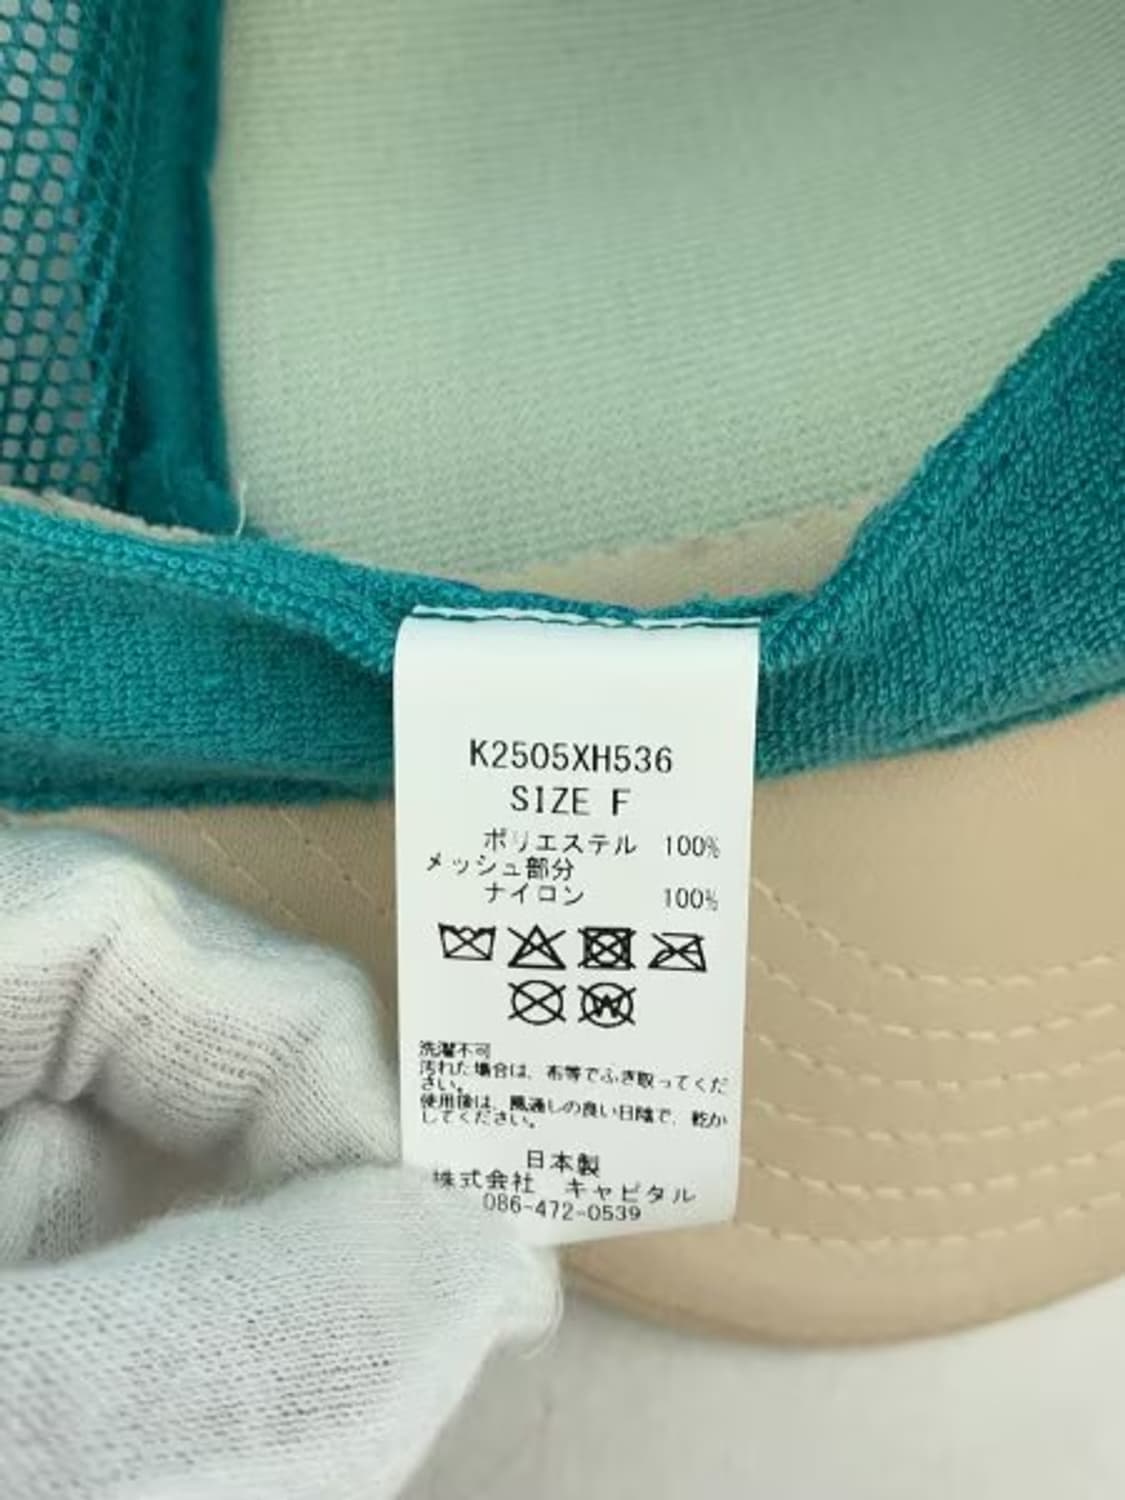 K2505XH536
SIZE F
ポリエステル 100%
メッシュ部分
ナイロン 100%
W
洗濯不可
汚れた場合は、布等でふき取ってくだ
さい。
使用後は、風通しの良い日陰で、乾か
してください。
日本製
株式会社 キャピタル
086-472-0539